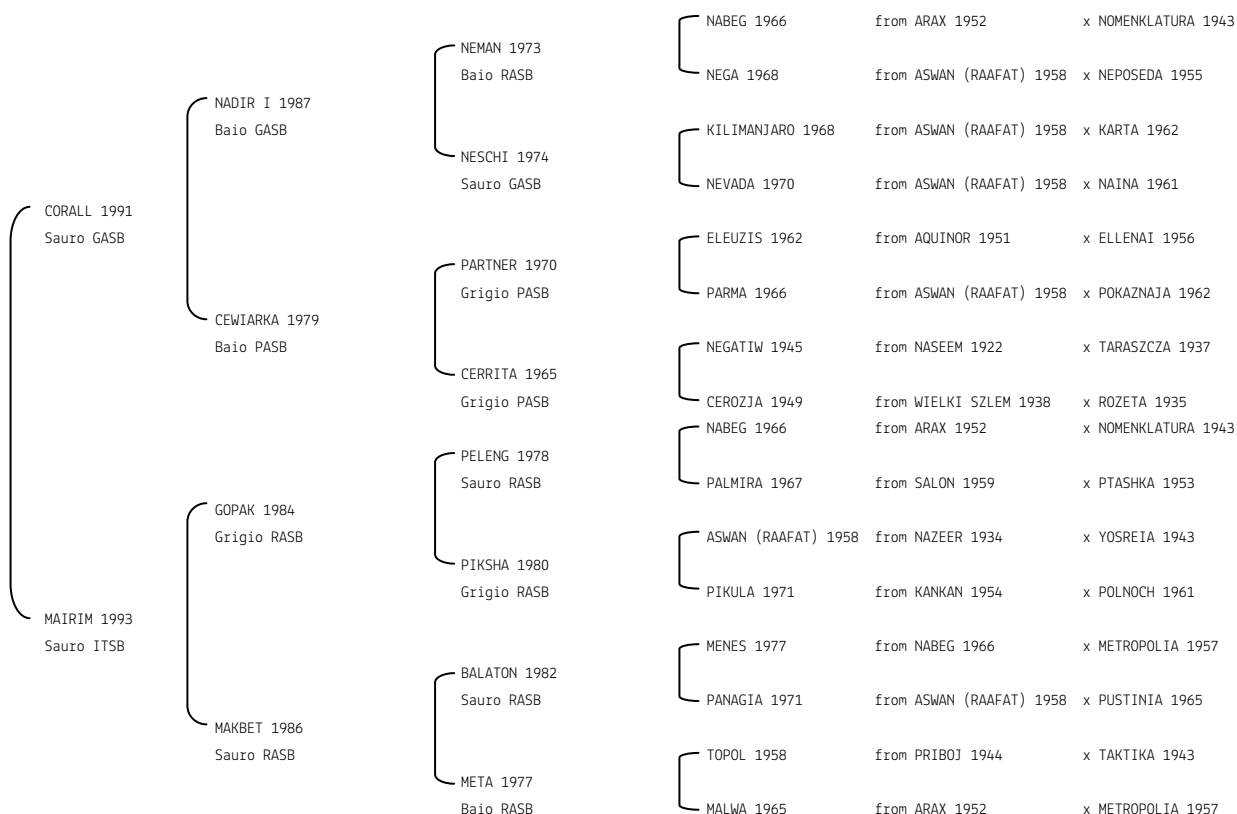 NABEG 1966 from ARAX 1952 x NOMENKLATURA 1943
NEMAN 1973
Baio RASB NEGA 1968 from ASWAN (RAAFAT) 1958 x NEPOSEDA 1955
NADIR I 1987
Baio GASB KILIMANJARO 1968 from ASWAN (RAAFAT) 1958 x KARTA 1962
NESCHI 1974
Sauro GASB NEVADA 1970 from ASWAN (RAAFAT) 1958 x NAINA 1961
CORALL 1991
Sauro GASB ELEUZIS 1962 from AQUINOR 1951 x ELLENAI 1956
PARTNER 1970
Grigio PASB PARMA 1966 from ASWAN (RAAFAT) 1958 x POKAZNAJA 1962
CEWIARKA 1979
Baio PASB NEGATIW 1945 from NASEEM 1922 x TARASZCZA 1937
CERRITA 1965
Grigio PASB CEROZJA 1949 from WIELKI SZLEM 1938 x ROZETA 1935
NABEG 1966 from ARAX 1952 x NOMENKLATURA 1943
PELENG 1978
Sauro RASB PALMIRA 1967 from SALON 1959 x PTASHKA 1953
GOPAK 1984
Grigio RASB ASWAN (RAAFAT) 1958 from NAZEER 1934 x YOSREIA 1943
PIKSHA 1980
Grigio RASB PIKULA 1971 from KANKAN 1954 x POLNOCH 1961
MAIRIM 1993
Sauro ITSB MENES 1977 from NABEG 1966 x METROPOLIA 1957
BALATON 1982
Sauro RASB PANAGIA 1971 from ASWAN (RAAFAT) 1958 x PUSTINIA 1965
MAKBET 1986
Sauro RASB TOPOL 1958 from PRIBOJ 1944 x TAKTIKA 1943
META 1977
Baio RASB MALWA 1965 from ARAX 1952 x METROPOLIA 1957